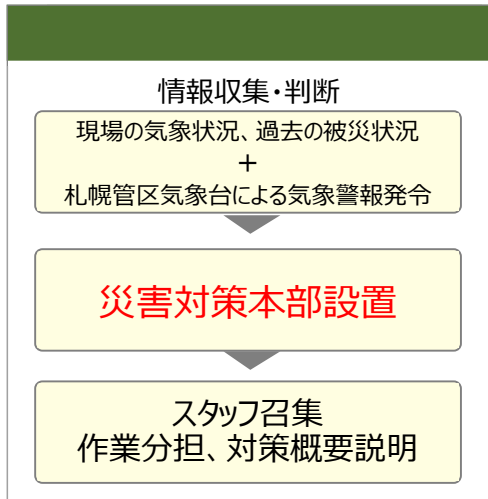 情報収集・判断
現場の気象状況、過去の被災状況
+
札幌管区気象台による気象警報発令
災害対策本部設置
スタッフ召集
作業分担、対策概要説明